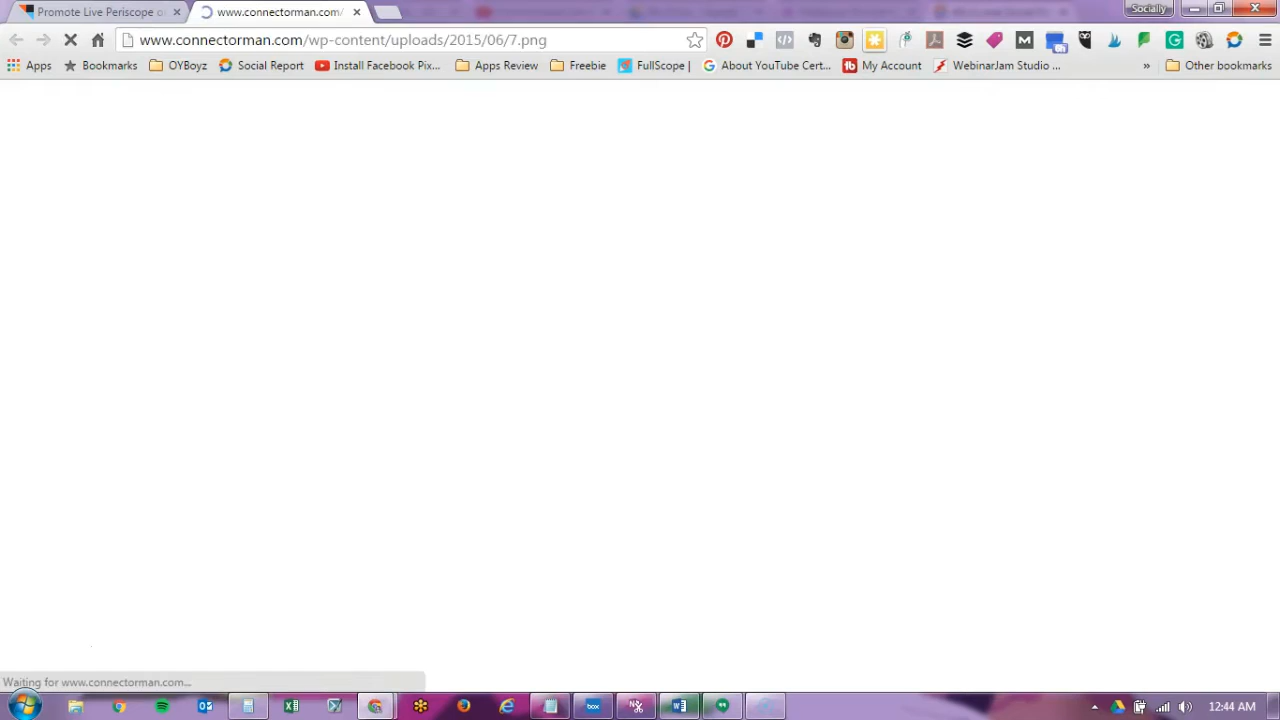 Promote Live Periscope o
www.connectorman.com/
Socially
www.connectorman.com/wp-content/uploads/2015/06/7.png
Apps Bookmarks OYBoyz Social Report Install Facebook Pix... Apps Review Freebie FullScope | About YouTube Cert... My Account WebinarJam Studio ... » Other bookmarks
Waiting for www.connectorman.com...
12:44 AM